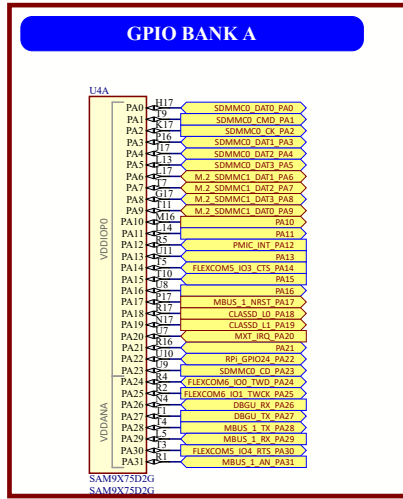 GPIO BANK A
U4A
PA0 H17 SDMMC0_DAT0_PA0
PA1 T9 SDMMC0_CMD_PA1
PA2 K17 SDMMC0_CK_PA2
PA3 P16 SDMMC0_DAT1_PA3
PA4 J17 SDMMC0_DAT2_PA4
PA5 L13 SDMMC0_DAT3_PA5
PA6 L17 M.2_SDMMC1_DAT1_PA6
PA7 T7 M.2_SDMMC1_DAT2_PA7
PA8 G17 M.2_SDMMC1_DAT3_PA8
PA9 T11 M.2_SDMMC1_DAT0_PA9
PA10 M16 PA10
PA11 L14 PA11
PA12 R5 PMIC_INT_PA12
PA13 U11 PA13
PA14 T5 FLEXCOM5_IO3_CTS_PA14
PA15 T10 PA15
PA16 U8 PA16
PA17 P17 MBUS_1_NRST_PA17
PA18 R17 CLASSD_L0_PA18
PA19 N17 CLASSD_L1_PA19
PA20 U7 MXT_IRQ_PA20
PA21 R16 PA21
PA22 U10 RPi_GPIO24_PA22
PA23 U9 SDMMC0_CD_PA23
PA24 R4 FLEXCOM6_IO0_TWD_PA24
PA25 R2 FLEXCOM6_IO1_TWCK_PA25
PA26 N4 DBGU_RX_PA26
PA27 T1 DBGU_TX_PA27
PA28 T4 MBUS_1_TX_PA28
PA29 L5 MBUS_1_RX_PA29
PA30 T3 FLEXCOM5_IO4_RTS_PA30
PA31 R1 MBUS_1_AN_PA31
VDDIOP0
VDDANA
SAM9X75D2G
SAM9X75D2G